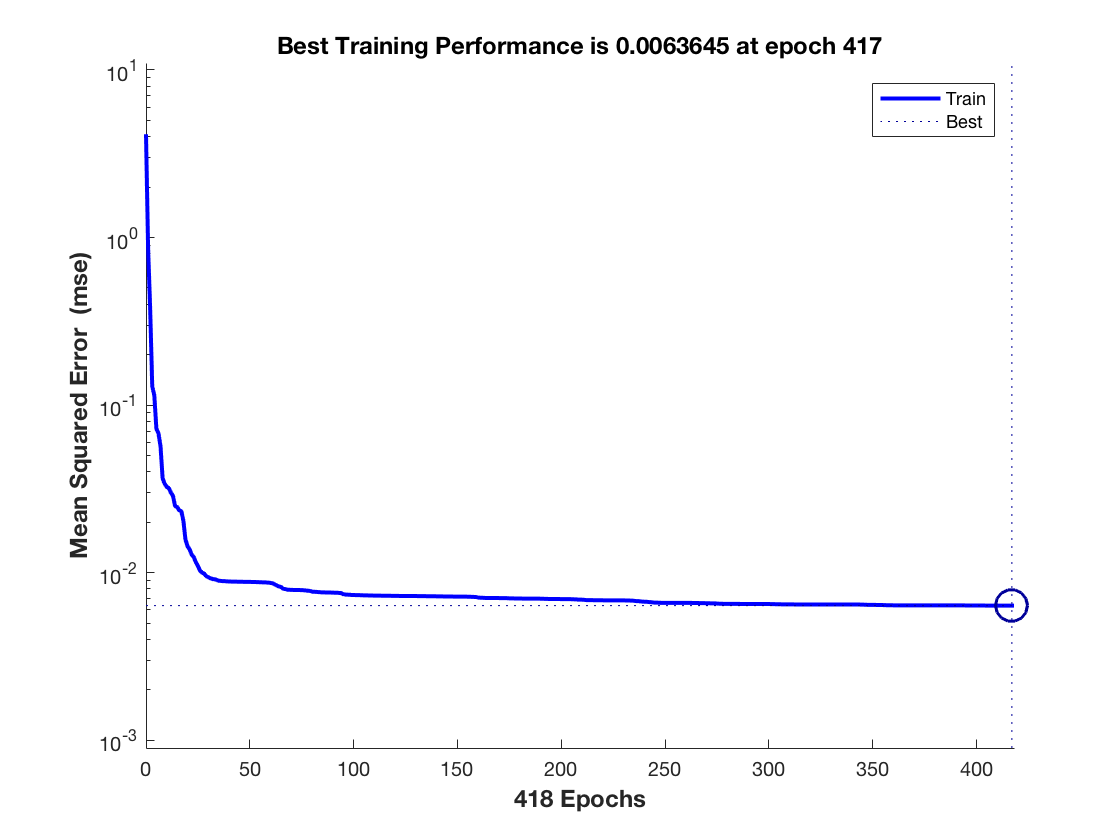 Best Training Performance is 0.0063645 at epoch 417
Train
Best
Mean Squared Error (mse)
10^1
10^0
10^-1
10^-2
10^-3
0 50 100 150 200 250 300 350 400
418 Epochs